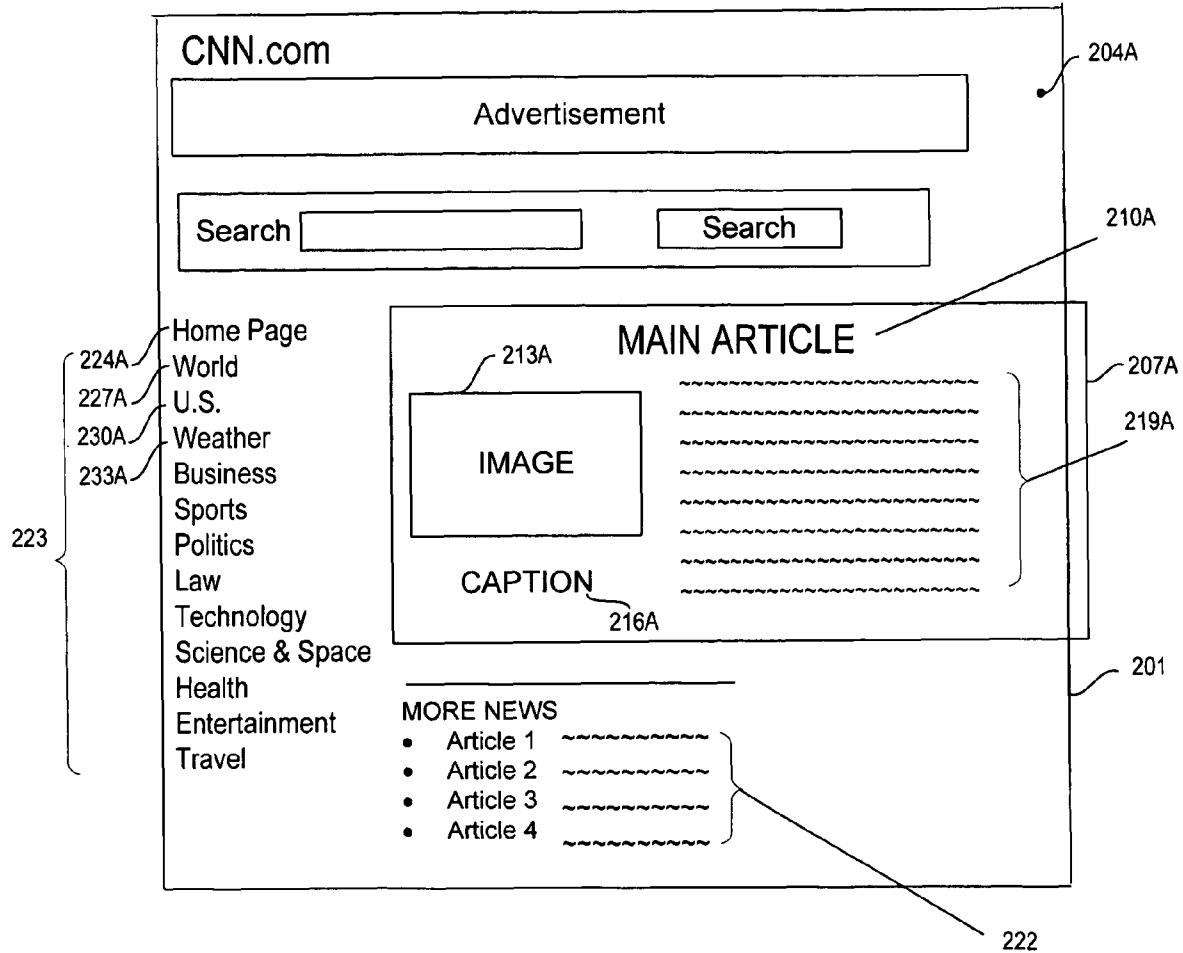 CNN.com
204A
Advertisement
Search Search
210A
Home Page
World
U.S.
Weather
Business
Sports
Politics
Law
Technology
Science & Space
Health
Entertainment
Travel
224A
227A
230A
233A
223
MAIN ARTICLE
213A
IMAGE
CAPTION
216A
207A
219A
201
MORE NEWS
• Article 1
• Article 2
• Article 3
• Article 4
222